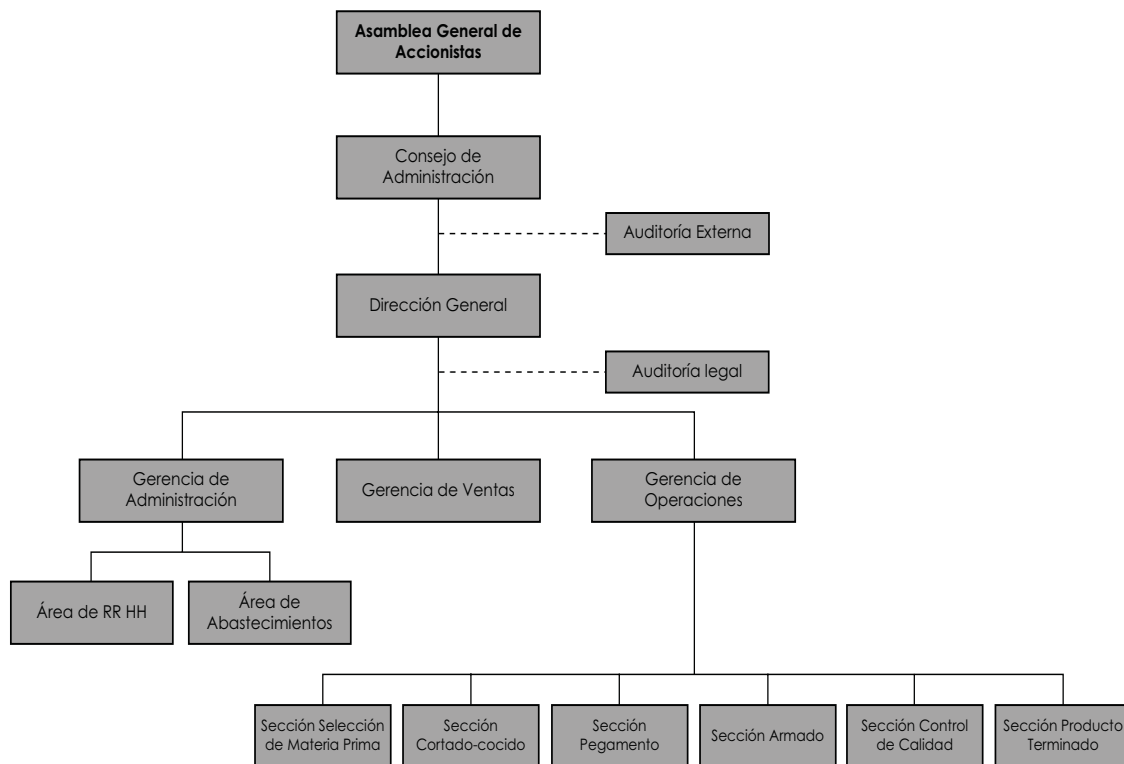 Asamblea General de
Accionistas
Consejo de
Administración
Auditoría Externa
Dirección General
Auditoría legal
Gerencia de
Administración
Gerencia de Ventas
Gerencia de
Operaciones
Área de RR HH
Área de
Abastecimientos
Sección Selección
de Materia Prima
Sección
Cortado-cocido
Sección
Pegamento
Sección Armado
Sección Control
de Calidad
Sección Producto
Terminado